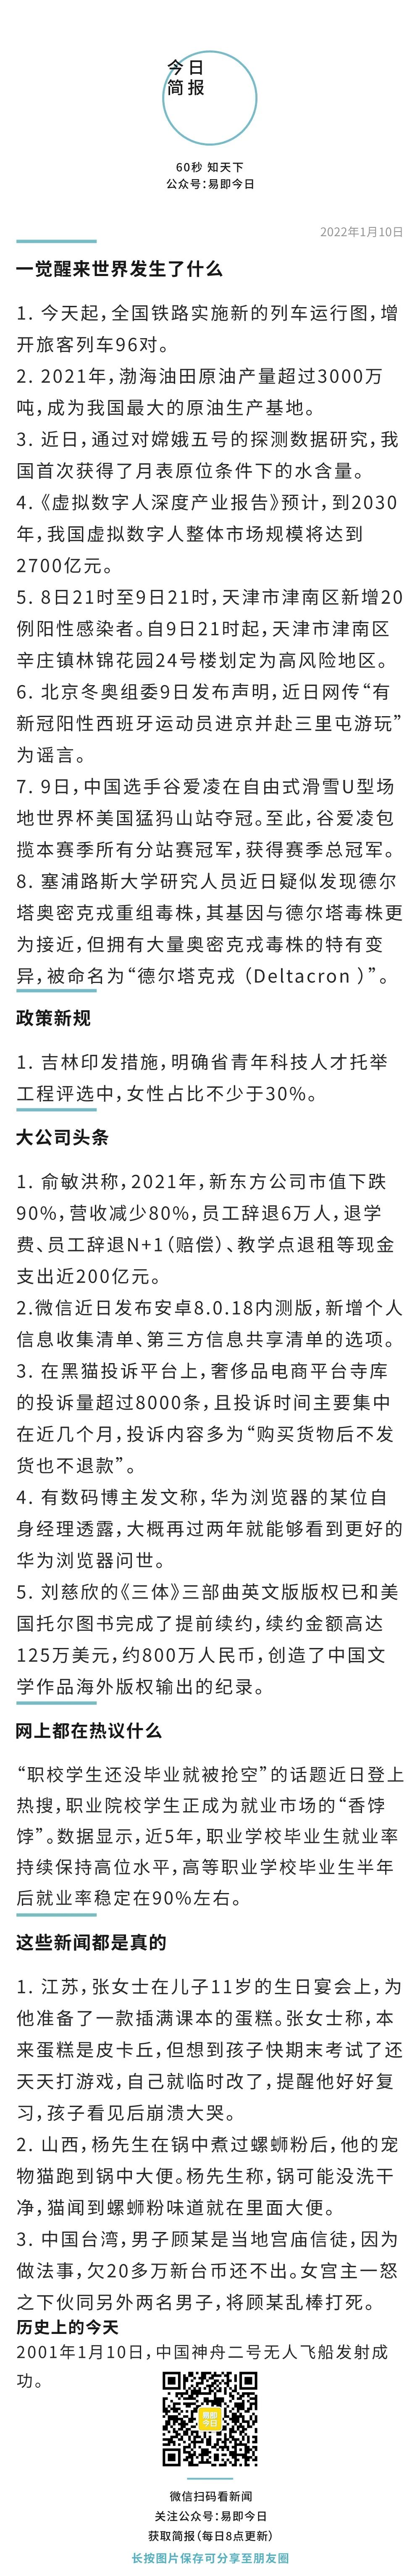 今日
简报
60秒 知天下
公众号：易即今日
2022年1月10日
一觉醒来世界发生了什么
1. 今天起，全国铁路实施新的列车运行图，增
开旅客列车96对。
2. 2021年，渤海油田原油产量超过3000万
吨，成为我国最大的原油生产基地。
3. 近日，通过对嫦娥五号的探测数据研究，我
国首次获得了月表原位条件下的水含量。
4.《虚拟数字人深度产业报告》预计，到2030
年，我国虚拟数字人整体市场规模将达到
2700亿元。
5. 8日21时至9日21时，天津市津南区新增20
例阳性感染者。自9日21时起，天津市津南区
辛庄镇林锦花园24号楼划定为高风险地区。
6. 北京冬奥组委9日发布声明，近日网传“有
新冠阳性西班牙运动员进京并赴三里屯游玩”
为谣言。
7. 9日，中国选手谷爱凌在自由式滑雪U型场
地世界杯美国猛犸山站夺冠。至此，谷爱凌包
揽本赛季所有分站赛冠军，获得赛季总冠军。
8. 塞浦路斯大学研究人员近日疑似发现德尔
塔奥密克戎重组毒株，其基因与德尔塔毒株更
为接近，但拥有大量奥密克戎毒株的特有变
异，被命名为“德尔塔克戎（Deltacron ）”。
政策新规
1. 吉林印发措施，明确省青年科技人才托举
工程评选中，女性占比不少于30%。
大公司头条
1. 俞敏洪称，2021年，新东方公司市值下跌
90%，营收减少80%，员工辞退6万人，退学
费、员工辞退N+1（赔偿）、教学点退租等现金
支出近200亿元。
2.微信近日发布安卓8.0.18内测版，新增个人
信息收集清单、第三方信息共享清单的选项。
3. 在黑猫投诉平台上，奢侈品电商平台寺库
的投诉量超过8000条，且投诉时间主要集中
在近几个月，投诉内容多为“购买货物后不发
货也不退款”。
4. 有数码博主发文称，华为浏览器的某位自
身经理透露，大概再过两年就能够看到更好的
华为浏览器问世。
5. 刘慈欣的《三体》三部曲英文版版权已和美
国托尔图书完成了提前续约，续约金额高达
125万美元，约800万人民币，创造了中国文
学作品海外版权输出的纪录。
网上都在热议什么
“职校学生还没毕业就被抢空”的话题近日登上
热搜，职业院校学生正成为就业市场的“香饽
饽”。数据显示，近5年，职业学校毕业生就业率
持续保持高位水平，高等职业学校毕业生半年
后就业率稳定在90%左右。
这些新闻都是真的
1. 江苏，张女士在儿子11岁的生日宴会上，为
他准备了一款插满课本的蛋糕。张女士称，本
来蛋糕是皮卡丘，但想到孩子快期末考试了还
天天打游戏，自己就临时改了，提醒他好好复
习，孩子看见后崩溃大哭。
2. 山西，杨先生在锅中煮过螺蛳粉后，他的宠
物猫跑到锅中大便。杨先生称，锅可能没洗干
净，猫闻到螺蛳粉味道就在里面大便。
3. 中国台湾，男子顾某是当地宫庙信徒，因为
做法事，欠20多万新台币还不出。女宫主一怒
之下伙同另外两名男子，将顾某乱棒打死。
历史上的今天
2001年1月10日，中国神舟二号无人飞船发射成
功。
易即
今日
微信扫码看新闻
关注公众号：易即今日
获取简报（每日8点更新）
长按图片保存可分享至朋友圈